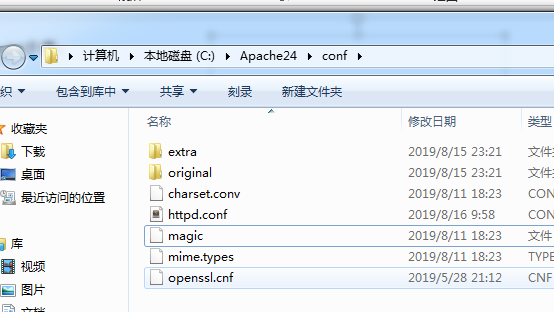 计算机 ▸ 本地磁盘 (C:) ▸ Apache24 ▸ conf ▸
织 包含到库中 共享 刻录 新建文件夹
名称 修改日期 类型
收藏夹
下载
桌面
最近访问的位置
库
视频
图片
extra 2019/8/15 23:21 文件
original 2019/8/15 23:21 文件
charset.conv 2019/8/11 18:23 CON
httpd.conf 2019/8/16 9:58 CON
magic 2019/8/11 18:23 文件
mime.types 2019/8/11 18:23 TYPE
openssl.cnf 2019/5/28 21:12 CNF